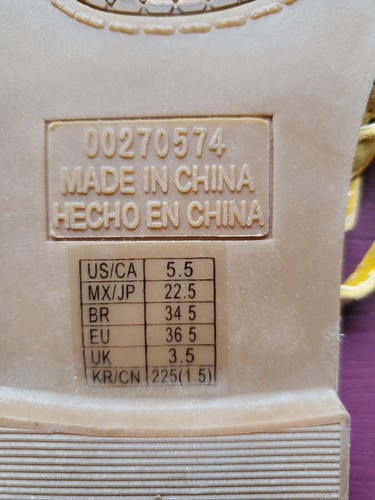 00270574
MADE IN CHINA
HECHO EN CHINA
US/CA 5.5
MX/JP 22.5
BR 34 5
EU 36 5
UK 3.5
KR/CN 225(1.5)